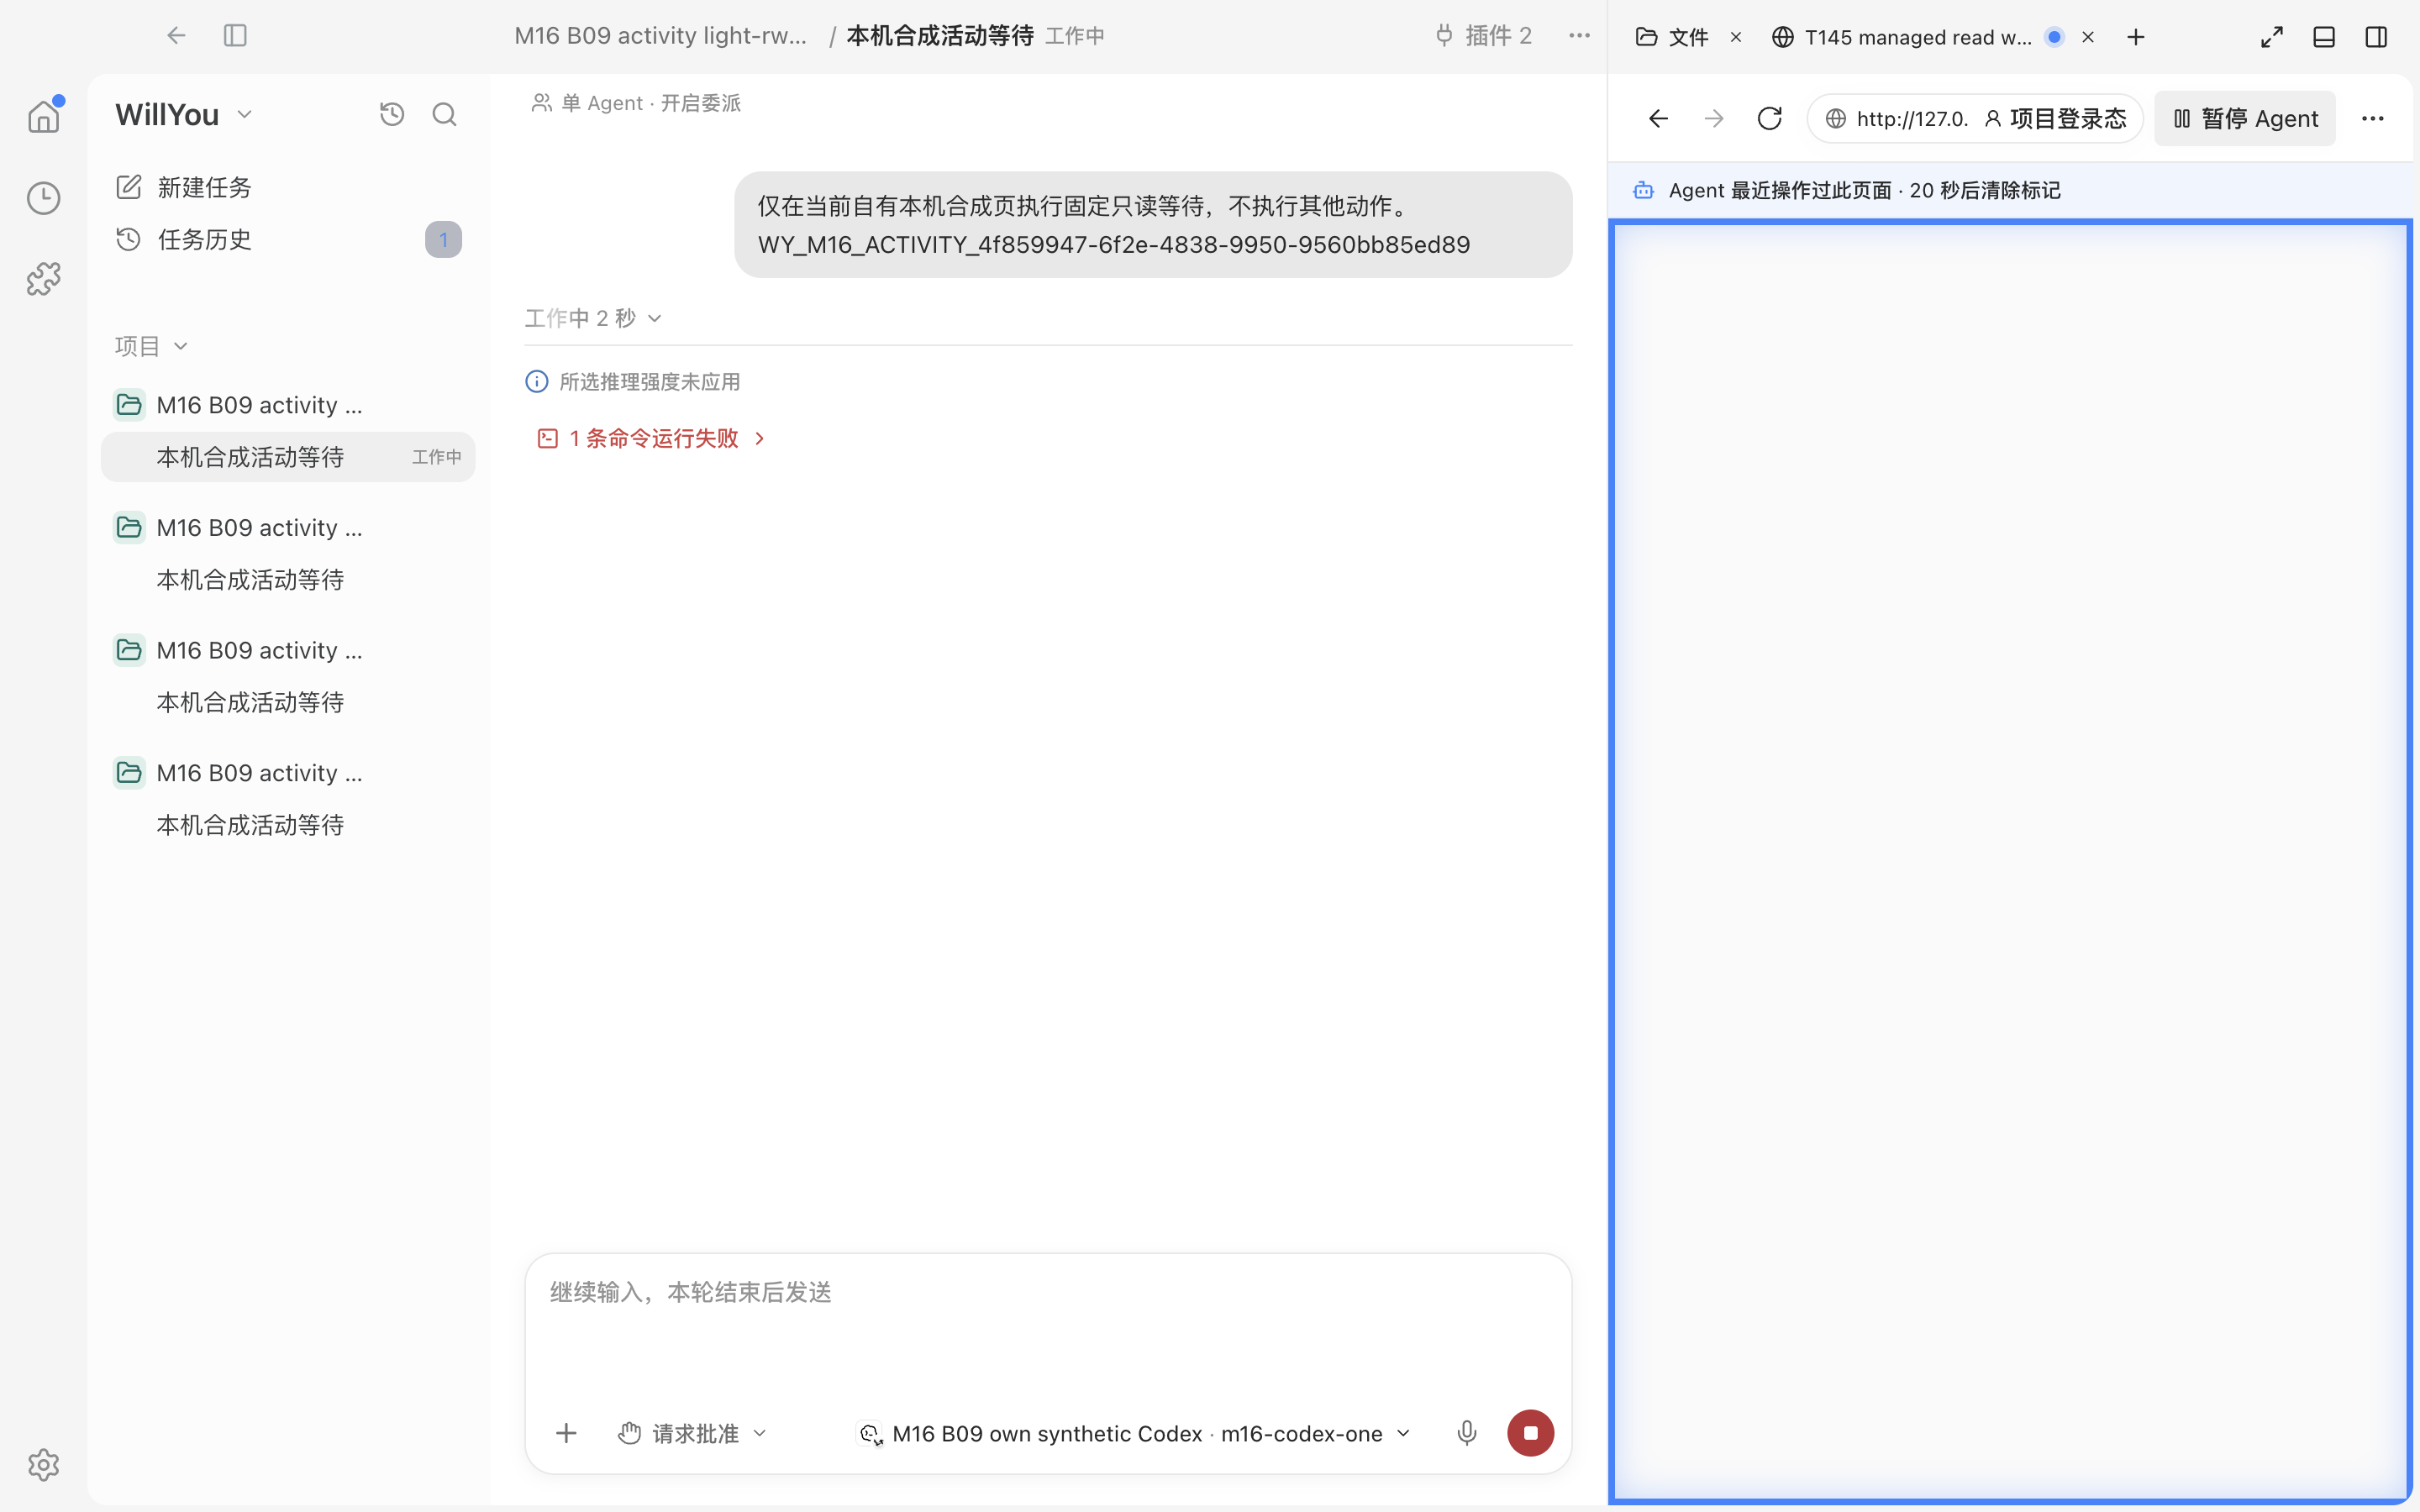 M16 B09 activity light-rw... / 本机合成活动等待 工作中
插件 2
文件
T145 managed read w...
WillYou
新建任务
任务历史 1
项目
M16 B09 activity ...
本机合成活动等待 工作中
M16 B09 activity ...
本机合成活动等待
M16 B09 activity ...
本机合成活动等待
M16 B09 activity ...
本机合成活动等待
单 Agent · 开启委派
仅在当前自有本机合成页执行固定只读等待，不执行其他动作。
WY_M16_ACTIVITY_4f859947-6f2e-4838-9950-9560bb85ed89
工作中 2 秒
所选推理强度未应用
1 条命令运行失败
继续输入，本轮结束后发送
请求批准
M16 B09 own synthetic Codex · m16-codex-one
http://127.0. 项目登录态
暂停 Agent
Agent 最近操作过此页面 · 20 秒后清除标记